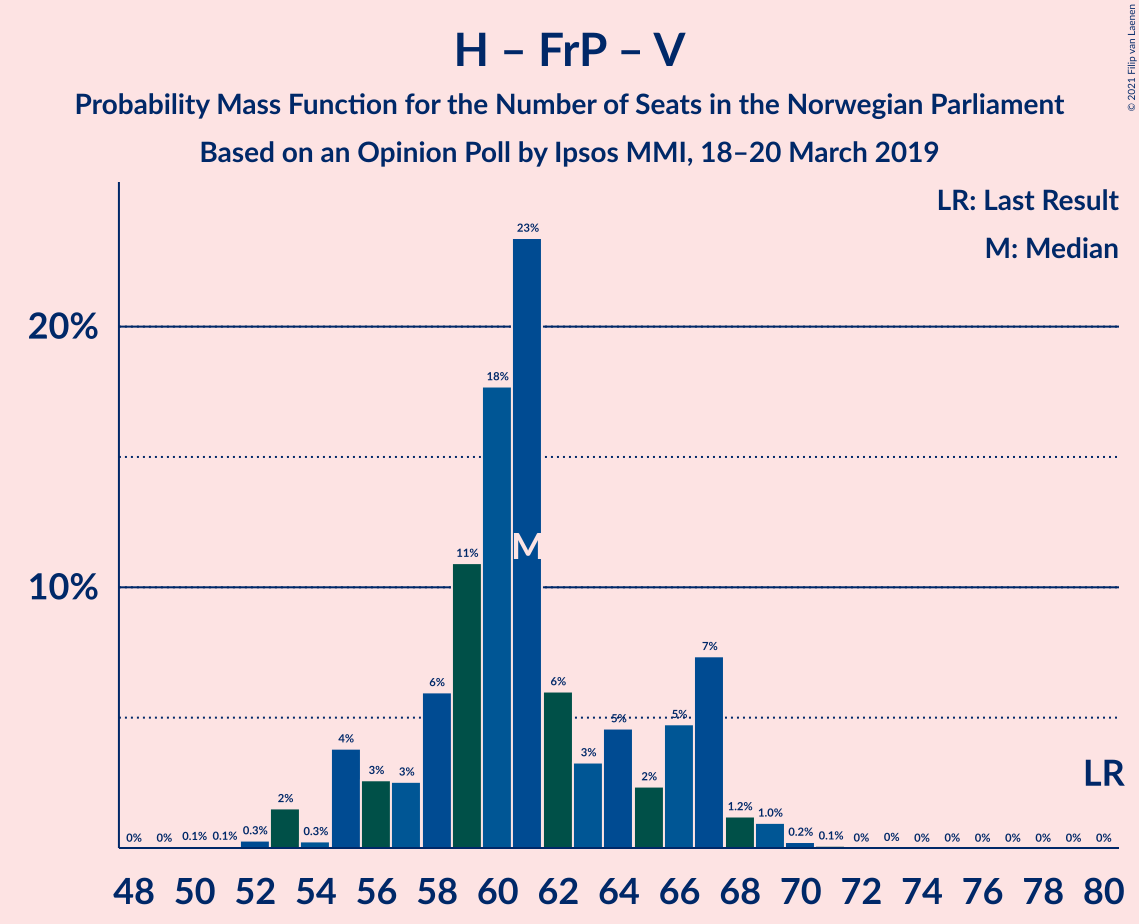 H – FrP – V
Probability Mass Function for the Number of Seats in the Norwegian Parliament
Based on an Opinion Poll by Ipsos MMI, 18–20 March 2019
© 2021 Filip van Laenen
LR: Last Result
M: Median
20%
10%
0% 0% 0.1% 0.1% 0.3% 2% 0.3% 4% 3% 3% 6% 11% 18% 23% 6% 3% 5% 2% 5% 7% 1.2% 1.0% 0.2% 0.1% 0% 0% 0% 0% 0% 0% 0% 0% 0%
M
LR
48 50 52 54 56 58 60 62 64 66 68 70 72 74 76 78 80